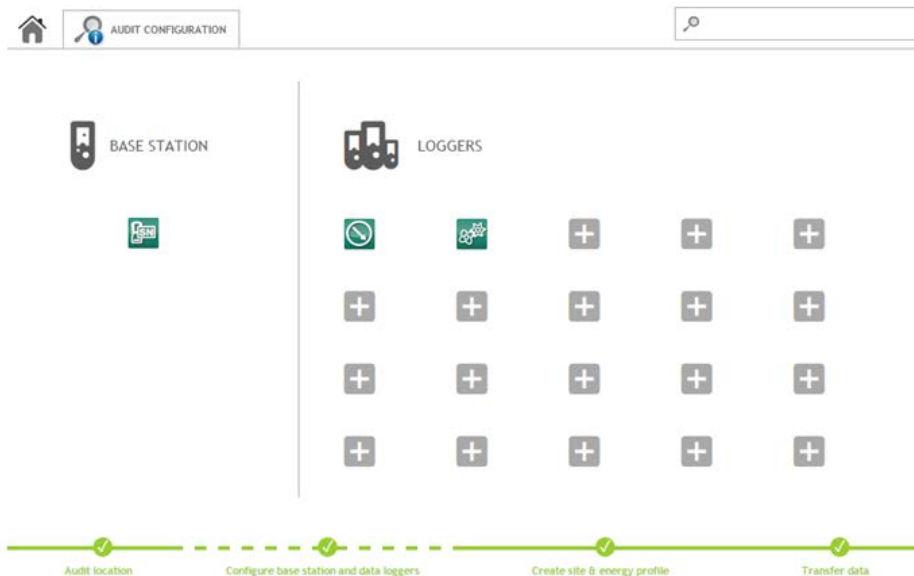 AUDIT CONFIGURATION
BASE STATION
LOGGERS
SN
Audit location
Configure base station and data loggers
Create site & energy profile
Transfer data